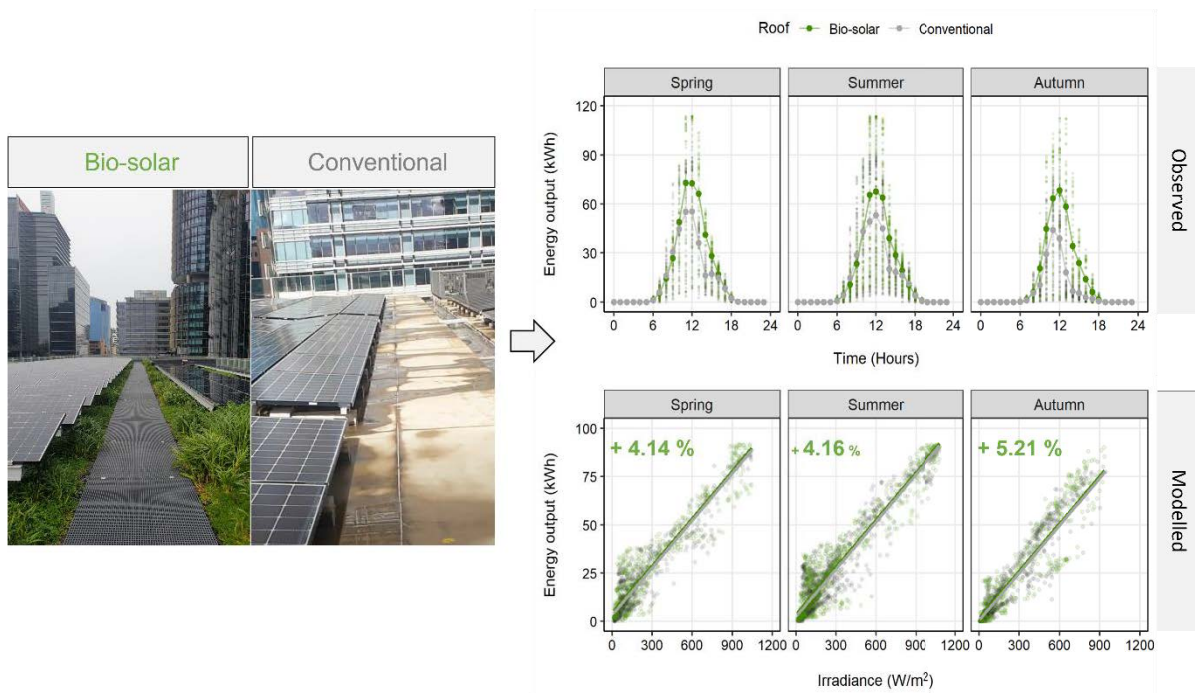 Bio-solar
Conventional
Roof Bio-solar Conventional
Spring Summer Autumn
Energy output (kWh)
120
90
60
30
0
0 6 12 18 24 0 6 12 18 24 0 6 12 18 24
Time (Hours)
Observed
Spring Summer Autumn
+ 4.14 % + 4.16 % + 5.21 %
Energy output (kWh)
100
75
50
25
0
0 300 600 900 1200 0 300 600 900 1200 0 300 600 900 1200
Irradiance (W/m²)
Modelled